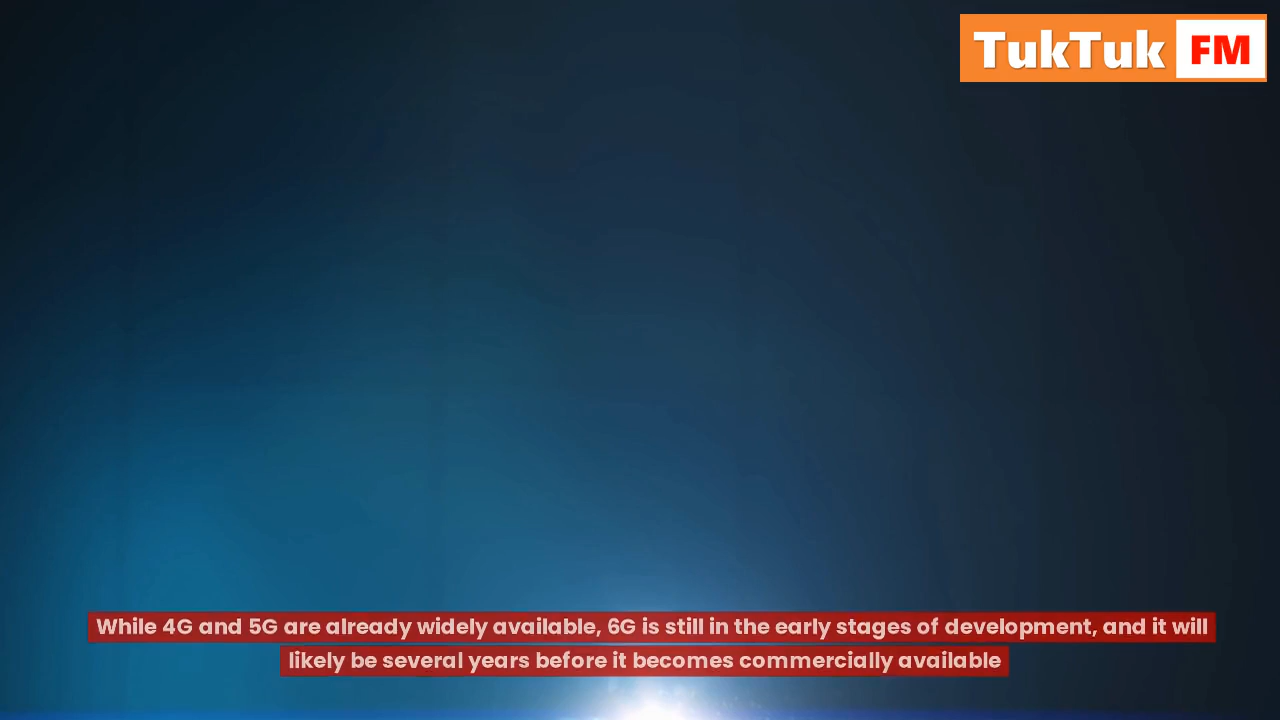 TukTuk FM
While 4G and 5G are already widely available, 6G is still in the early stages of development, and it will
likely be several years before it becomes commercially available